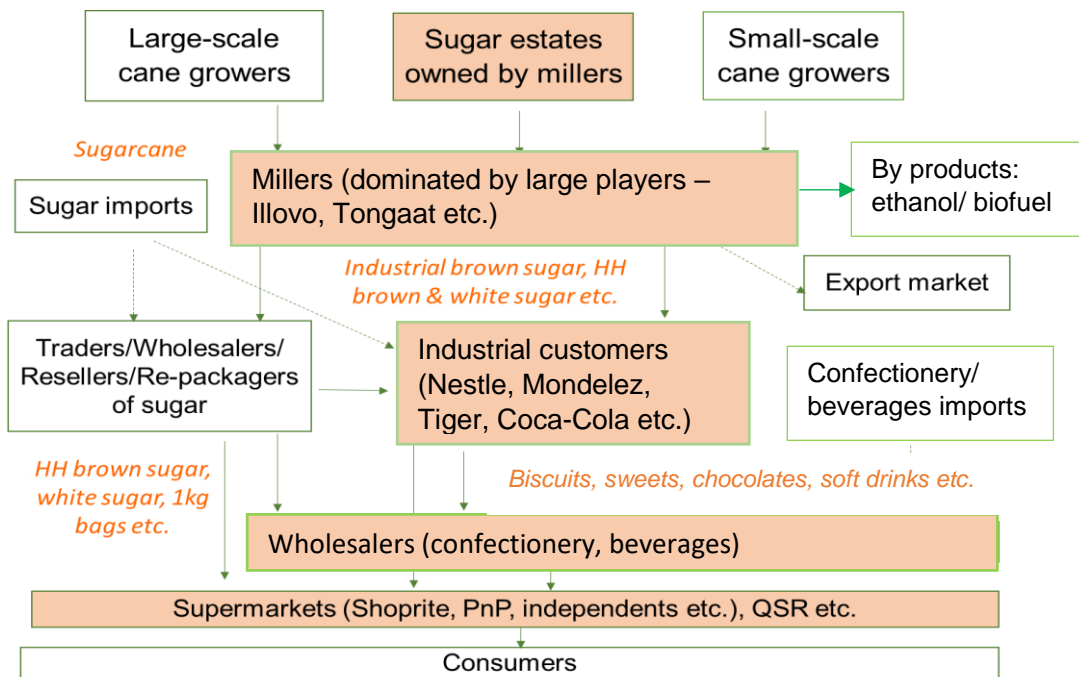 Large-scale
cane growers
Sugar estates
owned by millers
Small-scale
cane growers
Sugarcane
Millers (dominated by large players –
Illovo, Tongaat etc.)
By products:
ethanol/ biofuel
Sugar imports
Industrial brown sugar, HH
brown & white sugar etc.
Export market
Traders/Wholesalers/
Resellers/Re-packagers
of sugar
Industrial customers
(Nestle, Mondelez,
Tiger, Coca-Cola etc.)
Confectionery/
beverages imports
HH brown sugar,
white sugar, 1kg
bags etc.
Biscuits, sweets, chocolates, soft drinks etc.
Wholesalers (confectionery, beverages)
Supermarkets (Shoprite, PnP, independents etc.), QSR etc.
Consumers